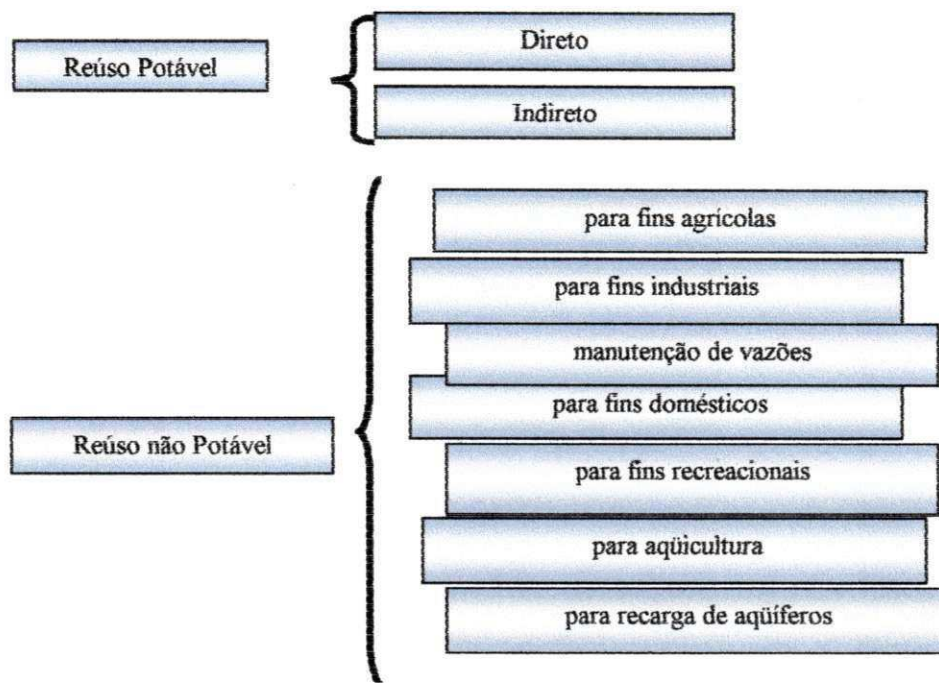 Reúso Potável
Direto
Indireto
Reúso não Potável
para fins agrícolas
para fins industriais
manutenção de vazões
para fins domésticos
para fins recreacionais
para aqüicultura
para recarga de aqüíferos